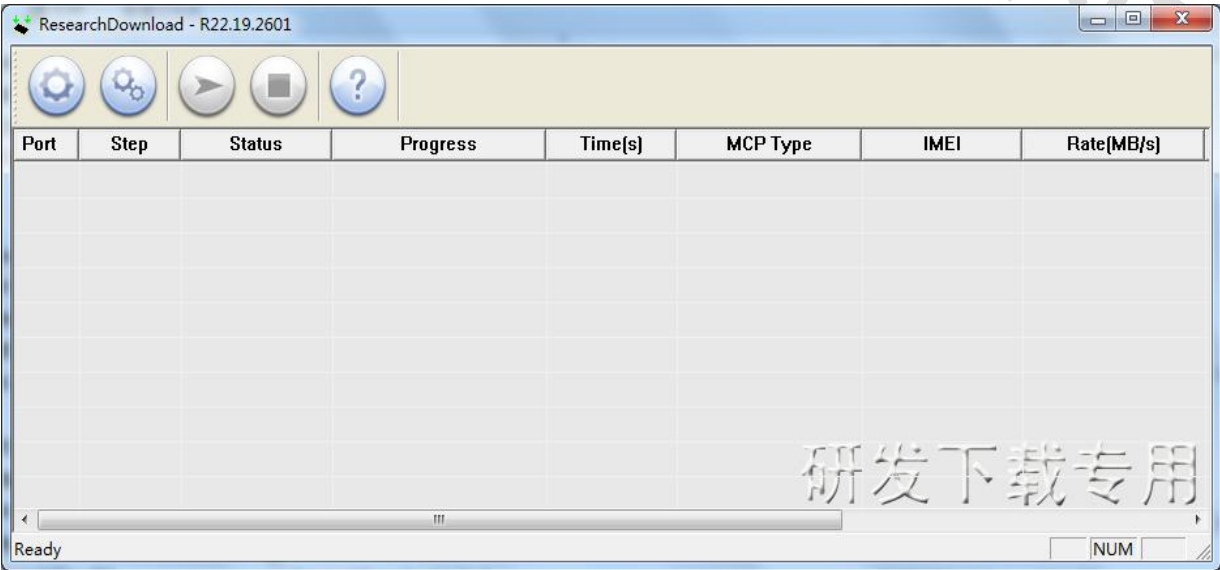 ResearchDownload - R22.19.2601
Port Step Status Progress Time(s) MCP Type IMEI Rate(MB/s)
研发下载专用
Ready NUM